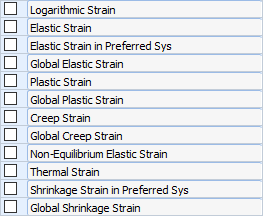 Logarithmic Strain
Elastic Strain
Elastic Strain in Preferred Sys
Global Elastic Strain
Plastic Strain
Global Plastic Strain
Creep Strain
Global Creep Strain
Non-Equilibrium Elastic Strain
Thermal Strain
Shrinkage Strain in Preferred Sys
Global Shrinkage Strain